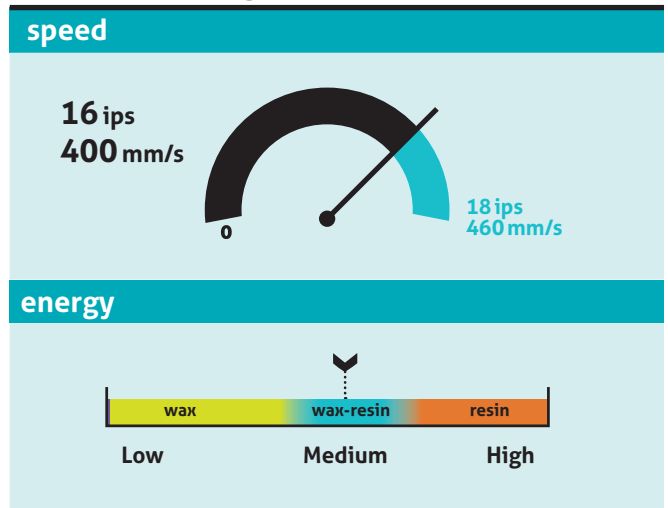 speed
16 ips
400 mm/s
0
18 ips
460 mm/s
energy
wax wax-resin resin
Low Medium High